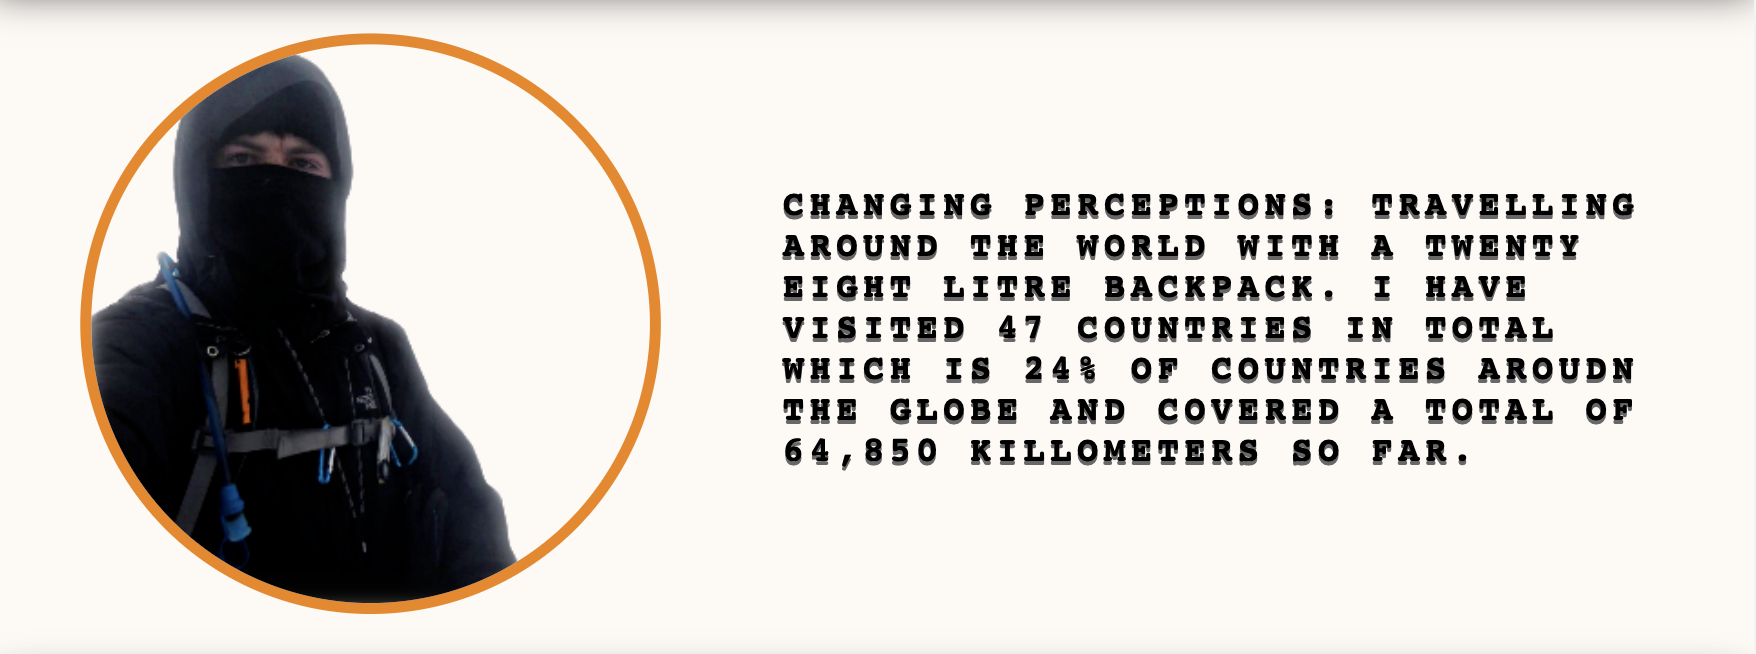 CHANGING PERCEPTIONS: TRAVELLING
AROUND THE WORLD WITH A TWENTY
EIGHT LITRE BACKPACK. I HAVE
VISITED 47 COUNTRIES IN TOTAL
WHICH IS 24% OF COUNTRIES AROUDN
THE GLOBE AND COVERED A TOTAL OF
64,850 KILLOMETERS SO FAR.